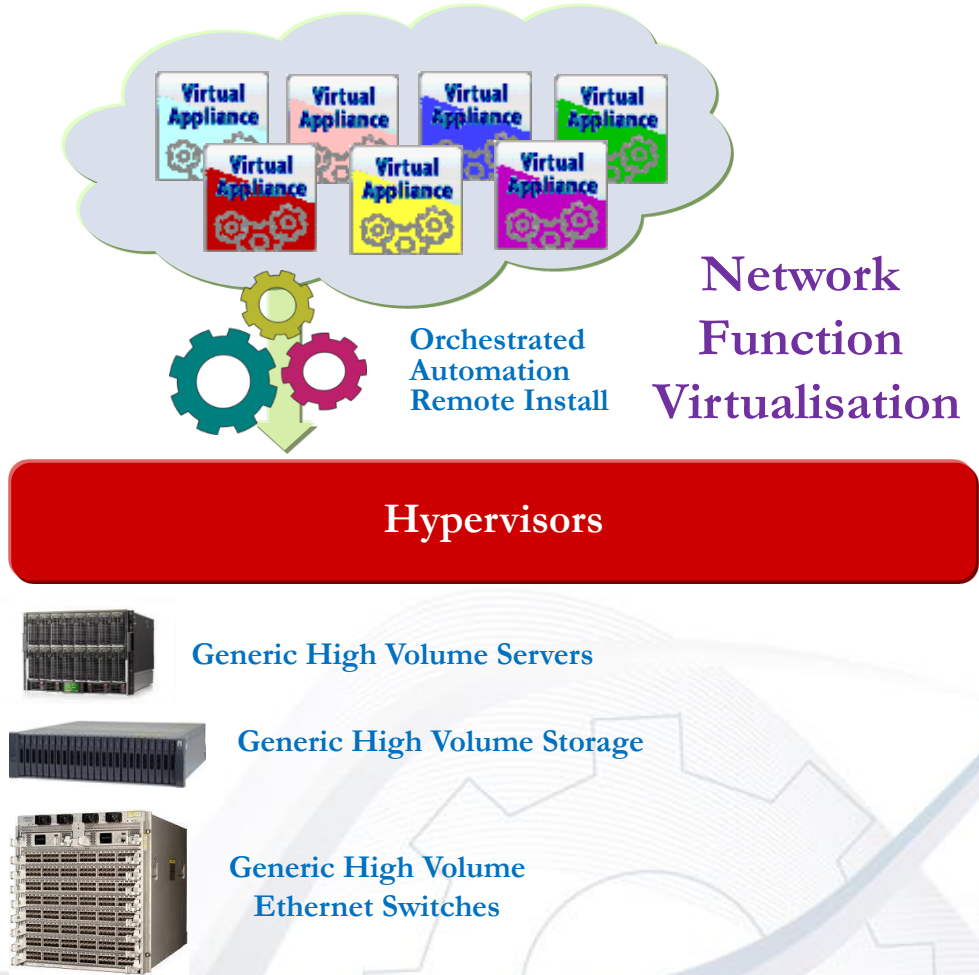 Virtual
Appliance
Virtual
Appliance
Virtual
Appliance
Virtual
Appliance
Virtual
Appliance
Virtual
Appliance
Virtual
Appliance
Network
Function
Virtualisation
Orchestrated
Automation
Remote Install
Hypervisors
Generic High Volume Servers
Generic High Volume Storage
Generic High Volume
Ethernet Switches